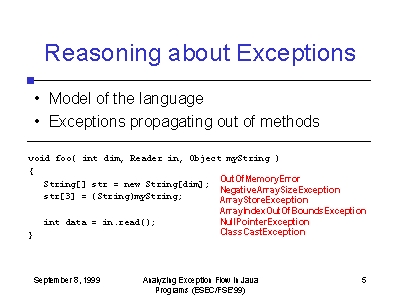 Reasoning about Exceptions
• Model of the language
• Exceptions propagating out of methods
void foo( int dim, Reader in, Object myString )
{
String[] str = new String[dim];
str[3] = (String)myString;
int data = in.read();
}
OutOfMemoryError
NegativeArraySizeException
ArrayStoreException
ArrayIndexOutOfBoundsException
NullPointerException
ClassCastException
September 8, 1999
Analyzing Exception Flow in Java
Programs (ESEC/FSE'99)
5